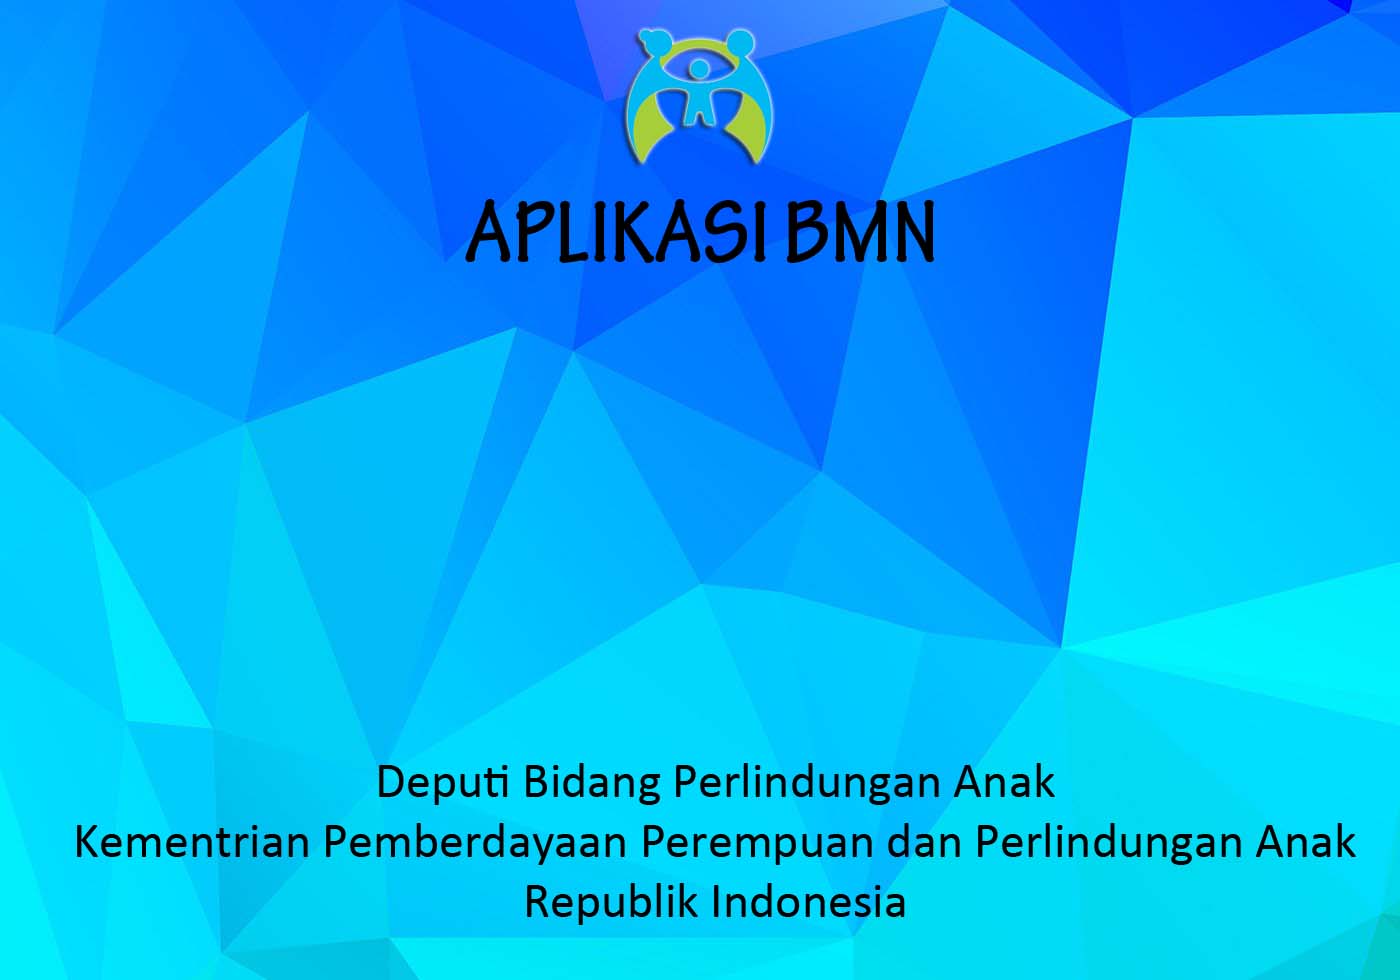 APLIKASI BMN
Deputi Bidang Perlindungan Anak
Kementrian Pemberdayaan Perempuan dan Perlindungan Anak
Republik Indonesia